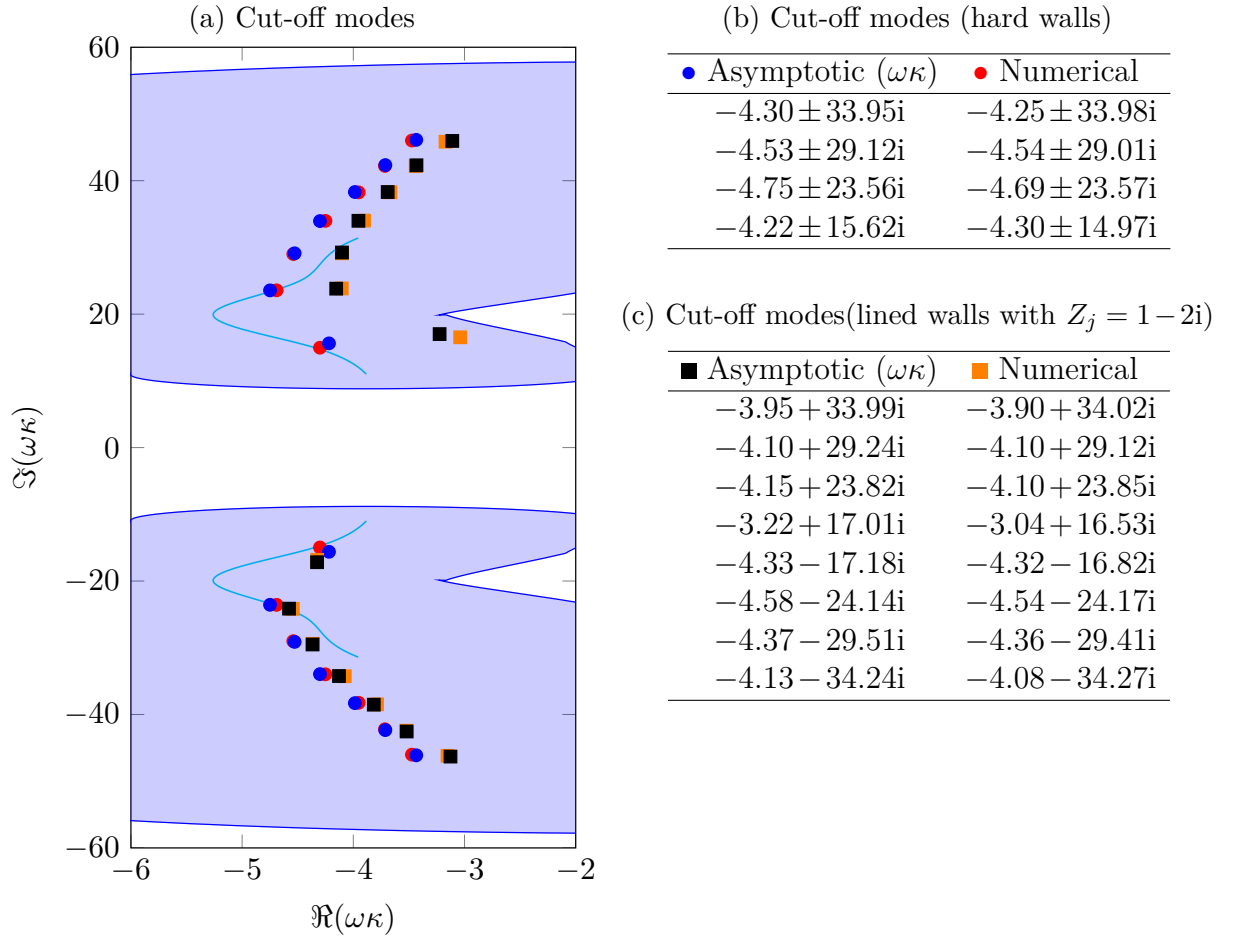 (a) Cut-off modes
60
40
20
0
−20
−40
−60
−6
−5
−4
−3
−2
ℑ(ωκ)
ℜ(ωκ)
(b) Cut-off modes (hard walls)
Asymptotic (ωκ) Numerical
−4.30±33.95i −4.25±33.98i
−4.53±29.12i −4.54±29.01i
−4.75±23.56i −4.69±23.57i
−4.22±15.62i −4.30±14.97i
(c) Cut-off modes(lined walls with Zⱼ = 1−2i)
Asymptotic (ωκ) Numerical
−3.95+33.99i −3.90+34.02i
−4.10+29.24i −4.10+29.12i
−4.15+23.82i −4.10+23.85i
−3.22+17.01i −3.04+16.53i
−4.33−17.18i −4.32−16.82i
−4.58−24.14i −4.54−24.17i
−4.37−29.51i −4.36−29.41i
−4.13−34.24i −4.08−34.27i